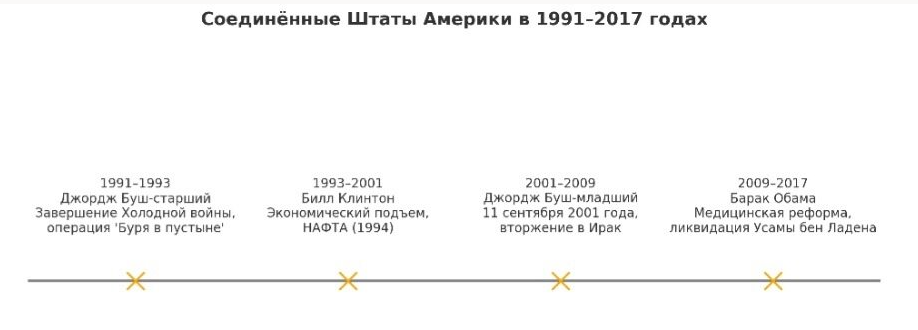 Соединённые Штаты Америки в 1991–2017 годах
1991–1993
Джордж Буш-старший
Завершение Холодной войны,
операция 'Буря в пустыне'
1993–2001
Билл Клинтон
Экономический подъем,
НАФТА (1994)
2001–2009
Джордж Буш-младший
11 сентября 2001 года,
вторжение в Ирак
2009–2017
Барак Обама
Медицинская реформа,
ликвидация Усамы бен Ладена